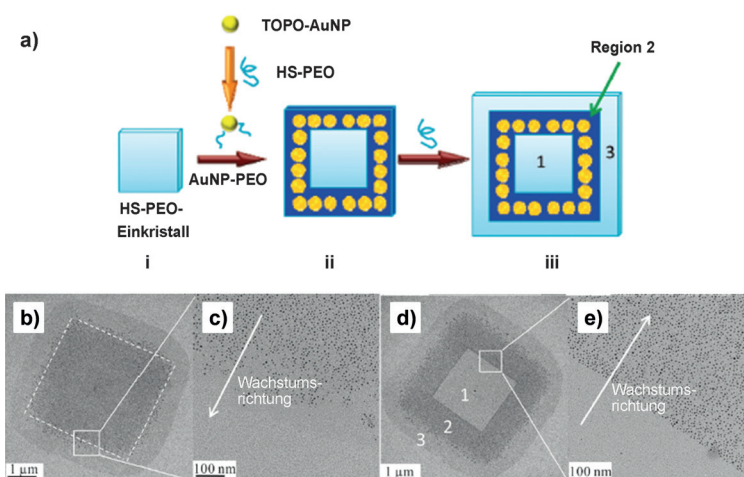 a)
TOPO-AuNP
HS-PEO
Region 2
AuNP-PEO
1
3
HS-PEO-
Einkristall
i
ii
iii
b)
1 µm
c)
Wachstums-
richtung
100 nm
d)
1
2
3
1 µm
e)
Wachstums-
richtung
100 nm